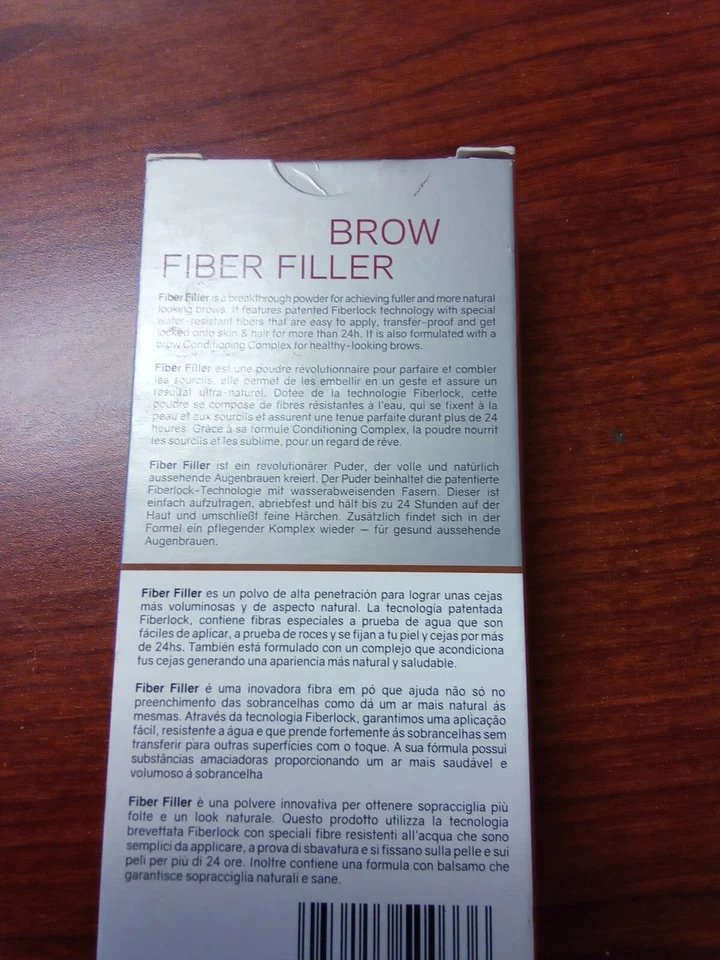 BROW
FIBER FILLER
Fiber Filler is a breakthrough powder for achieving fuller and more natural
looking brows. It features patented Fiberlock technology with special
water-resistant fibers that are easy to apply, transfer-proof and get
locked onto skin & hair for more than 24h. It is also formulated with a
brow Conditioning Complex for healthy-looking brows.
Fiber Filler est une poudre révolutionnaire pour parfaire et combler
les sourcils, elle permet de les embellir en un geste et assure un
résultat ultra-naturel. Dotée de la technologie Fiberlock, cette
poudre se compose de fibres résistantes à l'eau, qui se fixent à la
peau et aux sourcils et assurent une tenue parfaite durant plus de 24
heures. Grâce à sa formule Conditioning Complex, la poudre nourrit
les sourcils et les sublime, pour un regard de rêve.
Fiber Filler ist ein revolutionärer Puder, der volle und natürlich
aussehende Augenbrauen kreiert. Der Puder beinhaltet die patentierte
Fiberlock-Technologie mit wasserabweisenden Fasern. Dieser ist
einfach aufzutragen, abriebfest und hält bis zu 24 Stunden auf der
Haut und umschließt feine Härchen. Zusätzlich findet sich in der
Formel ein pflegender Komplex wieder – für gesund aussehende
Augenbrauen.
Fiber Filler es un polvo de alta penetración para lograr unas cejas
más voluminosas y de aspecto natural. La tecnología patentada
Fiberlock, contiene fibras especiales a prueba de agua que son
fáciles de aplicar, a prueba de roces y se fijan a tu piel y cejas por más
de 24hs. También está formulado con un complejo que acondiciona
tus cejas generando una apariencia más natural y saludable.
Fiber Filler é uma inovadora fibra em pó que ajuda não só no
preenchimento das sobrancelhas como dá um ar mais natural ás
mesmas. Através da tecnologia Fiberlock, garantimos uma aplicação
fácil, resistente a água e que prende fortemente ás sobrancelhas sem
transferir para outras superfícies com o toque. A sua fórmula possui
substâncias amaciadoras proporcionando um ar mais saudável e
volumoso á sobrancelha
Fiber Filler è una polvere innovativa per ottenere sopracciglia più
folte e un look naturale. Questo prodotto utilizza la tecnologia
brevettata Fiberlock con speciali fibre resistenti all'acqua che sono
semplici da applicare, a prova di sbavatura e si fissano sulla pelle e sui
peli per più di 24 ore. Inoltre contiene una formula con balsamo che
garantisce sopracciglia naturali e sane.